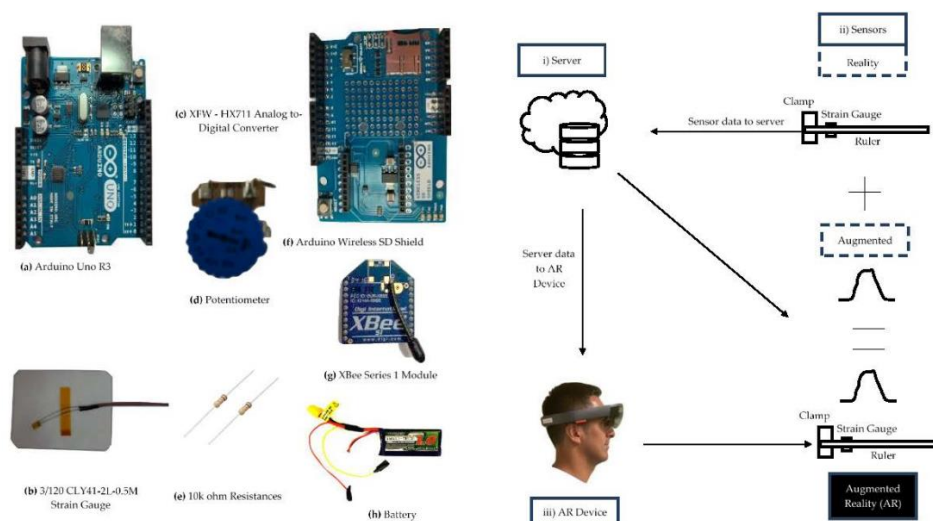 (c) XFW - HX711 Analog to-
Digital Converter
ARDUINO
UNO
(a) Arduino Uno R3
(d) Potentiometer
(f) Arduino Wireless SD Shield
XBee
(g) XBee Series 1 Module
(b) 3/120 CLY41-2L-0.5M
Strain Gauge
(e) 10k ohm Resistances
(h) Battery
i) Server
ii) Sensors
Reality
Clamp
Strain Gauge
Sensor data to server
Ruler
Augmented
Server data
to AR
Device
Clamp
Strain Gauge
Ruler
iii) AR Device
Augmented
Reality (AR)